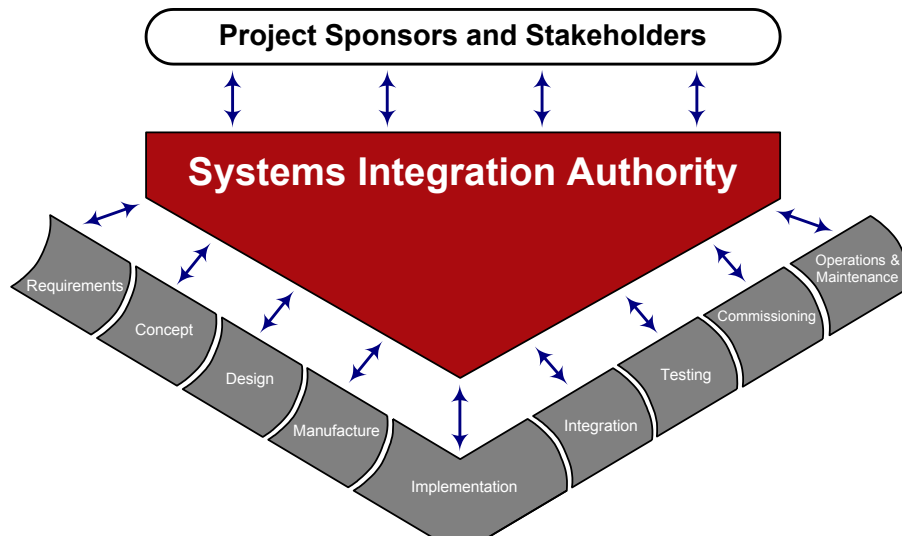 Project Sponsors and Stakeholders
Systems Integration Authority
Requirements
Concept
Design
Manufacture
Implementation
Integration
Testing
Commissioning
Operations &
Maintenance